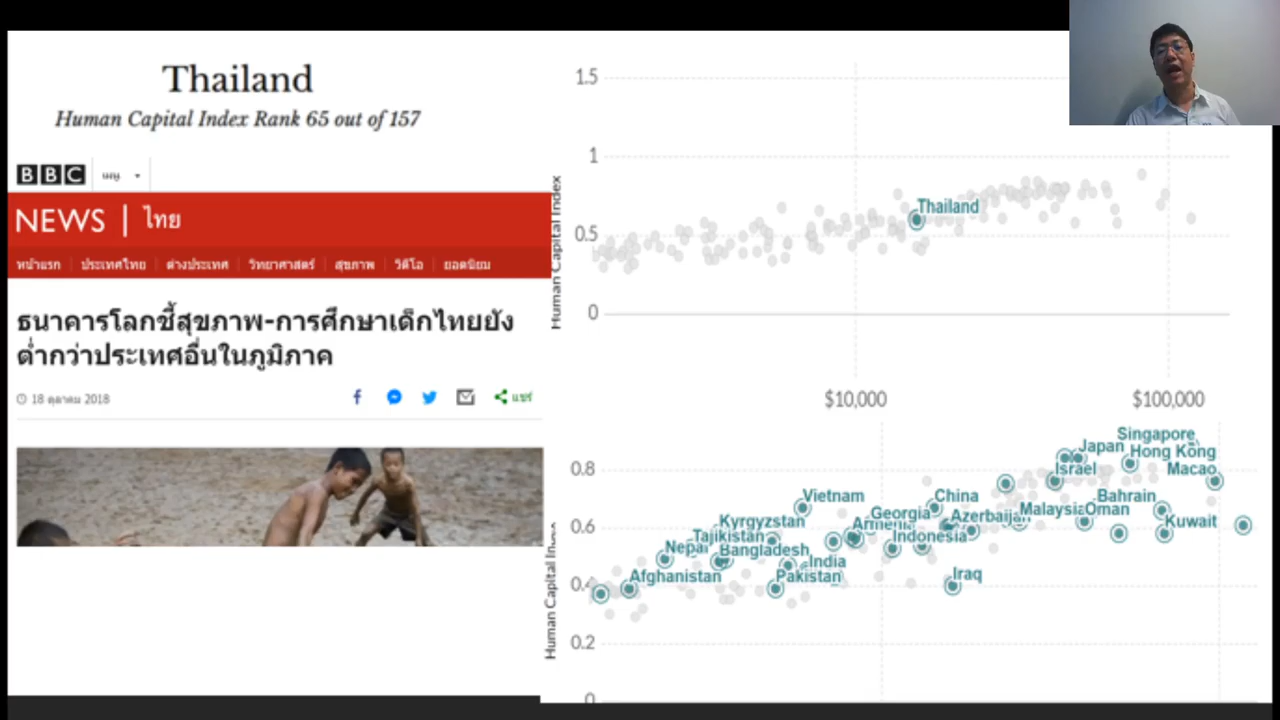 Thailand
Human Capital Index Rank 65 out of 157
BBC เมนู
NEWS | ไทย
หน้าแรก ประเทศไทย ต่างประเทศ วิทยาศาสตร์ สุขภาพ วิดีโอ ยอดนิยม
ธนาคารโลกชี้สุขภาพ-การศึกษาเด็กไทยยัง
ต่ำกว่าประเทศอื่นในภูมิภาค
18 ตุลาคม 2018
แชร์
1.5
1
Thailand
0.5
0
Human Capital Index
$10,000 $100,000
Singapore
Japan Hong Kong
0.8 Israel Macao
Vietnam China Bahrain
Georgia Malaysia Oman
Kyrgyzstan Armenia Azerbaijan Kuwait
0.6
Tajikistan Indonesia
Nepal Bangladesh
India
Afghanistan Pakistan Iraq
0.4
0.2
0
Human Capital Index